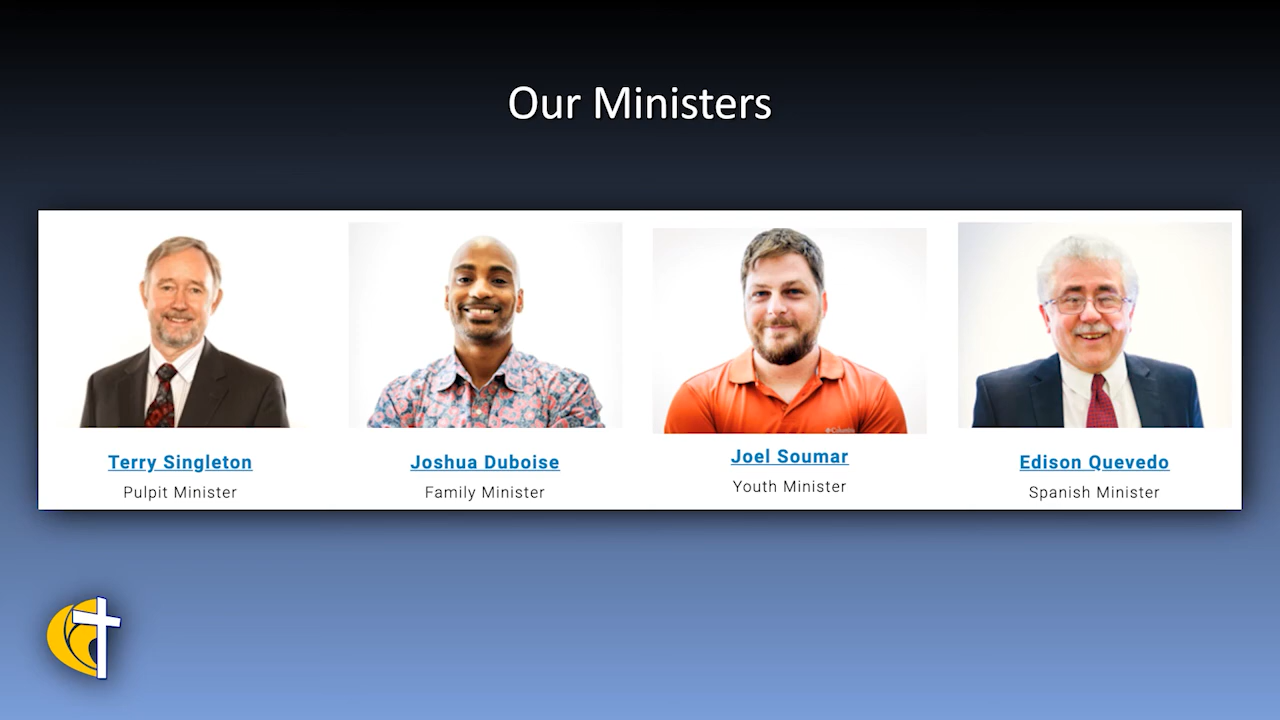 Our Ministers
Terry Singleton
Pulpit Minister
Joshua Duboise
Family Minister
Joel Soumar
Youth Minister
Edison Quevedo
Spanish Minister